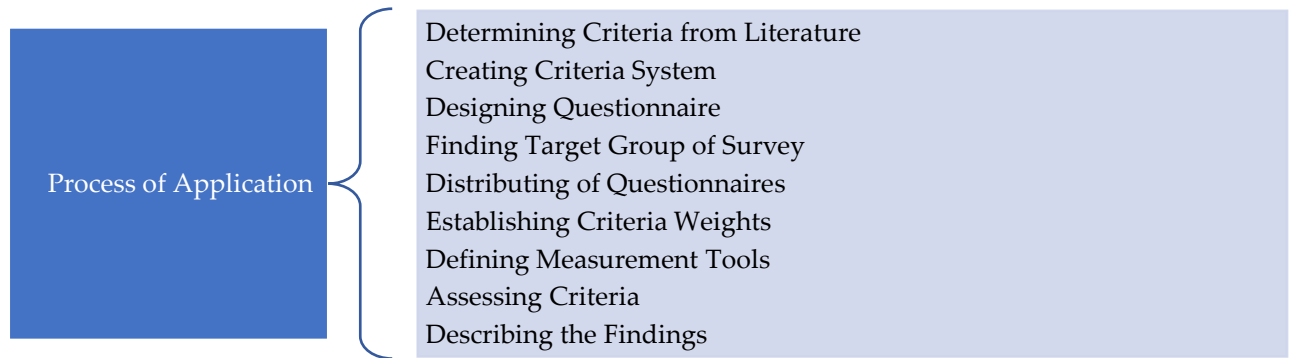 Process of Application
Determining Criteria from Literature
Creating Criteria System
Designing Questionnaire
Finding Target Group of Survey
Distributing of Questionnaires
Establishing Criteria Weights
Defining Measurement Tools
Assessing Criteria
Describing the Findings